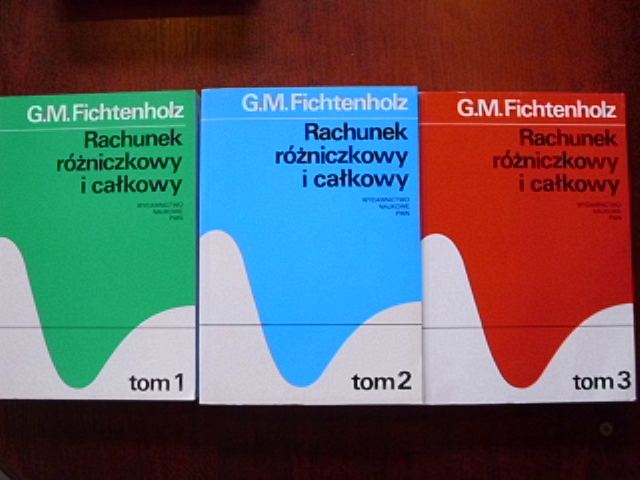 G.M.Fichtenholz
Rachunek
różniczkowy
i całkowy
WYDAWNICTWO
NAUKOWE
PWN
tom 1
G.M.Fichtenholz
Rachunek
różniczkowy
i całkowy
WYDAWNICTWO
NAUKOWE
PWN
tom 2
G.M.Fichtenholz
Rachunek
różniczkowy
i całkowy
WYDAWNICTWO
NAUKOWE
PWN
tom 3